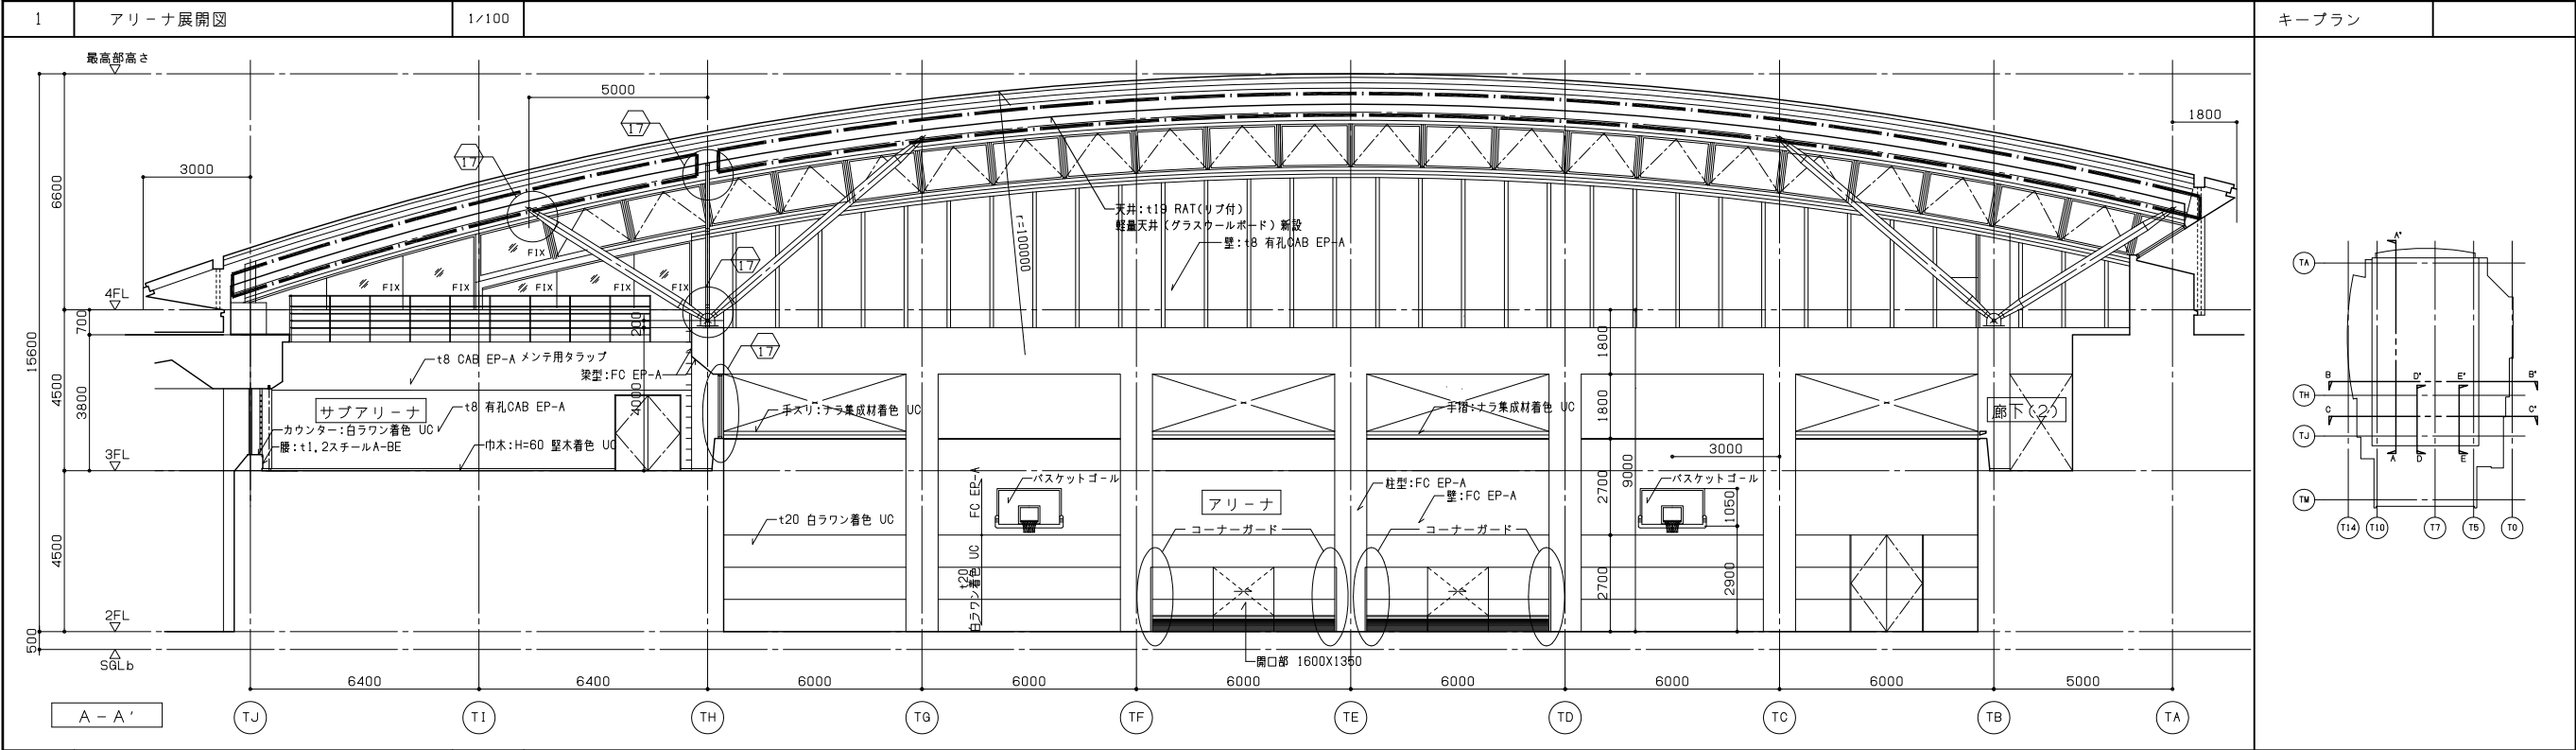 1
アリーナ展開図
1/100
キープラン
最高部高さ
5000
17
17
1800
3000
6600
天井:t19 RAT(リブ付)
軽量天井(グラスウールボード)新設
壁:t8 有孔CAB EP-A
r=100000
FIX
17
FIX
FIX
FIX
FIX
FIX
4FL
700
200
15600
4500
3800
t8 CAB EP-A
メンテ用タラップ
梁型:FC EP-A
17
1800
サブアリーナ
t8 有孔CAB EP-A
4000
手スリ:ナラ集成材着色 UC
手摺:ナラ集成材着色 UC
1800
廊下(2)
カウンター:白ラワン着色 UC
腰:t1.2スチールA-BE
巾木:H=60 堅木着色 UC
3FL
3000
9000
2700
FC EP-A
バスケットゴール
アリーナ
柱型:FC EP-A
壁:FC EP-A
バスケットゴール
1050
t20 白ラワン着色 UC
コーナーガード
コーナーガード
4500
t20
白ラワン着色 UC
2700
2900
2FL
500
SGLb
開口部 1600X1350
6400
6400
6000
6000
6000
6000
6000
6000
5000
A-A'
TJ
TI
TH
TG
TF
TE
TD
TC
TB
TA
A'
TA
B
D'
E'
B'
TH
C
C'
TJ
A
D
E
TM
T14
T10
T7
T5
T0